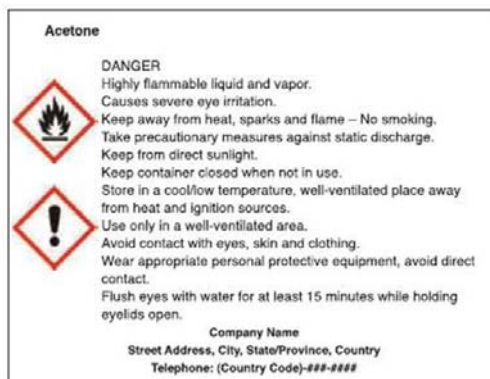 Acetone
DANGER
Highly flammable liquid and vapor.
Causes severe eye irritation.
Keep away from heat, sparks and flame – No smoking.
Take precautionary measures against static discharge.
Keep from direct sunlight.
Keep container closed when not in use.
Store in a cool/low temperature, well-ventilated place away
from heat and ignition sources.
Use only in a well-ventilated area.
Avoid contact with eyes, skin and clothing.
Wear appropriate personal protective equipment, avoid direct
contact.
Flush eyes with water for at least 15 minutes while holding
eyelids open.
Company Name
Street Address, City, State/Province, Country
Telephone: (Country Code)-###-####